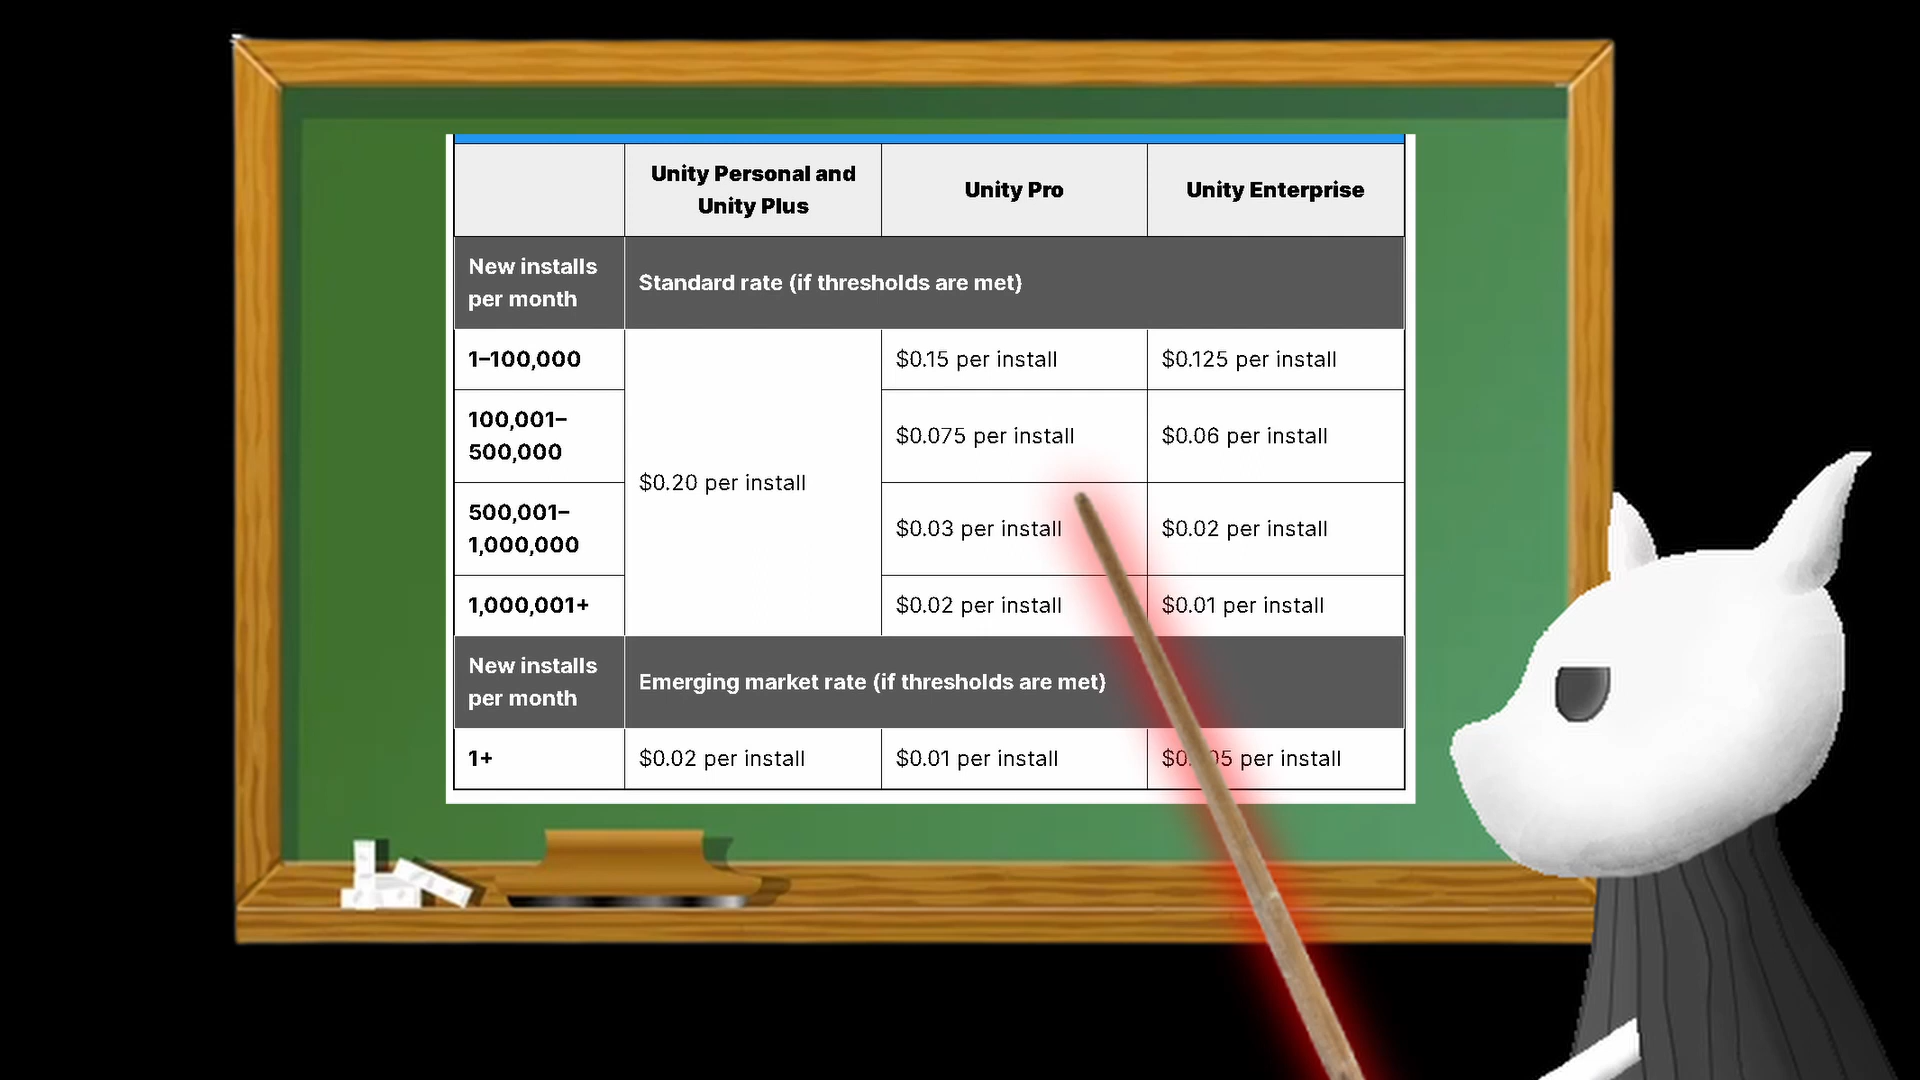 Unity Personal and
Unity Plus
Unity Pro
Unity Enterprise
New installs
per month
Standard rate (if thresholds are met)
1–100,000
$0.15 per install
$0.125 per install
100,001–
500,000
$0.075 per install
$0.06 per install
$0.20 per install
500,001–
1,000,000
$0.03 per install
$0.02 per install
1,000,001+
$0.02 per install
$0.01 per install
New installs
per month
Emerging market rate (if thresholds are met)
1+
$0.02 per install
$0.01 per install
per install